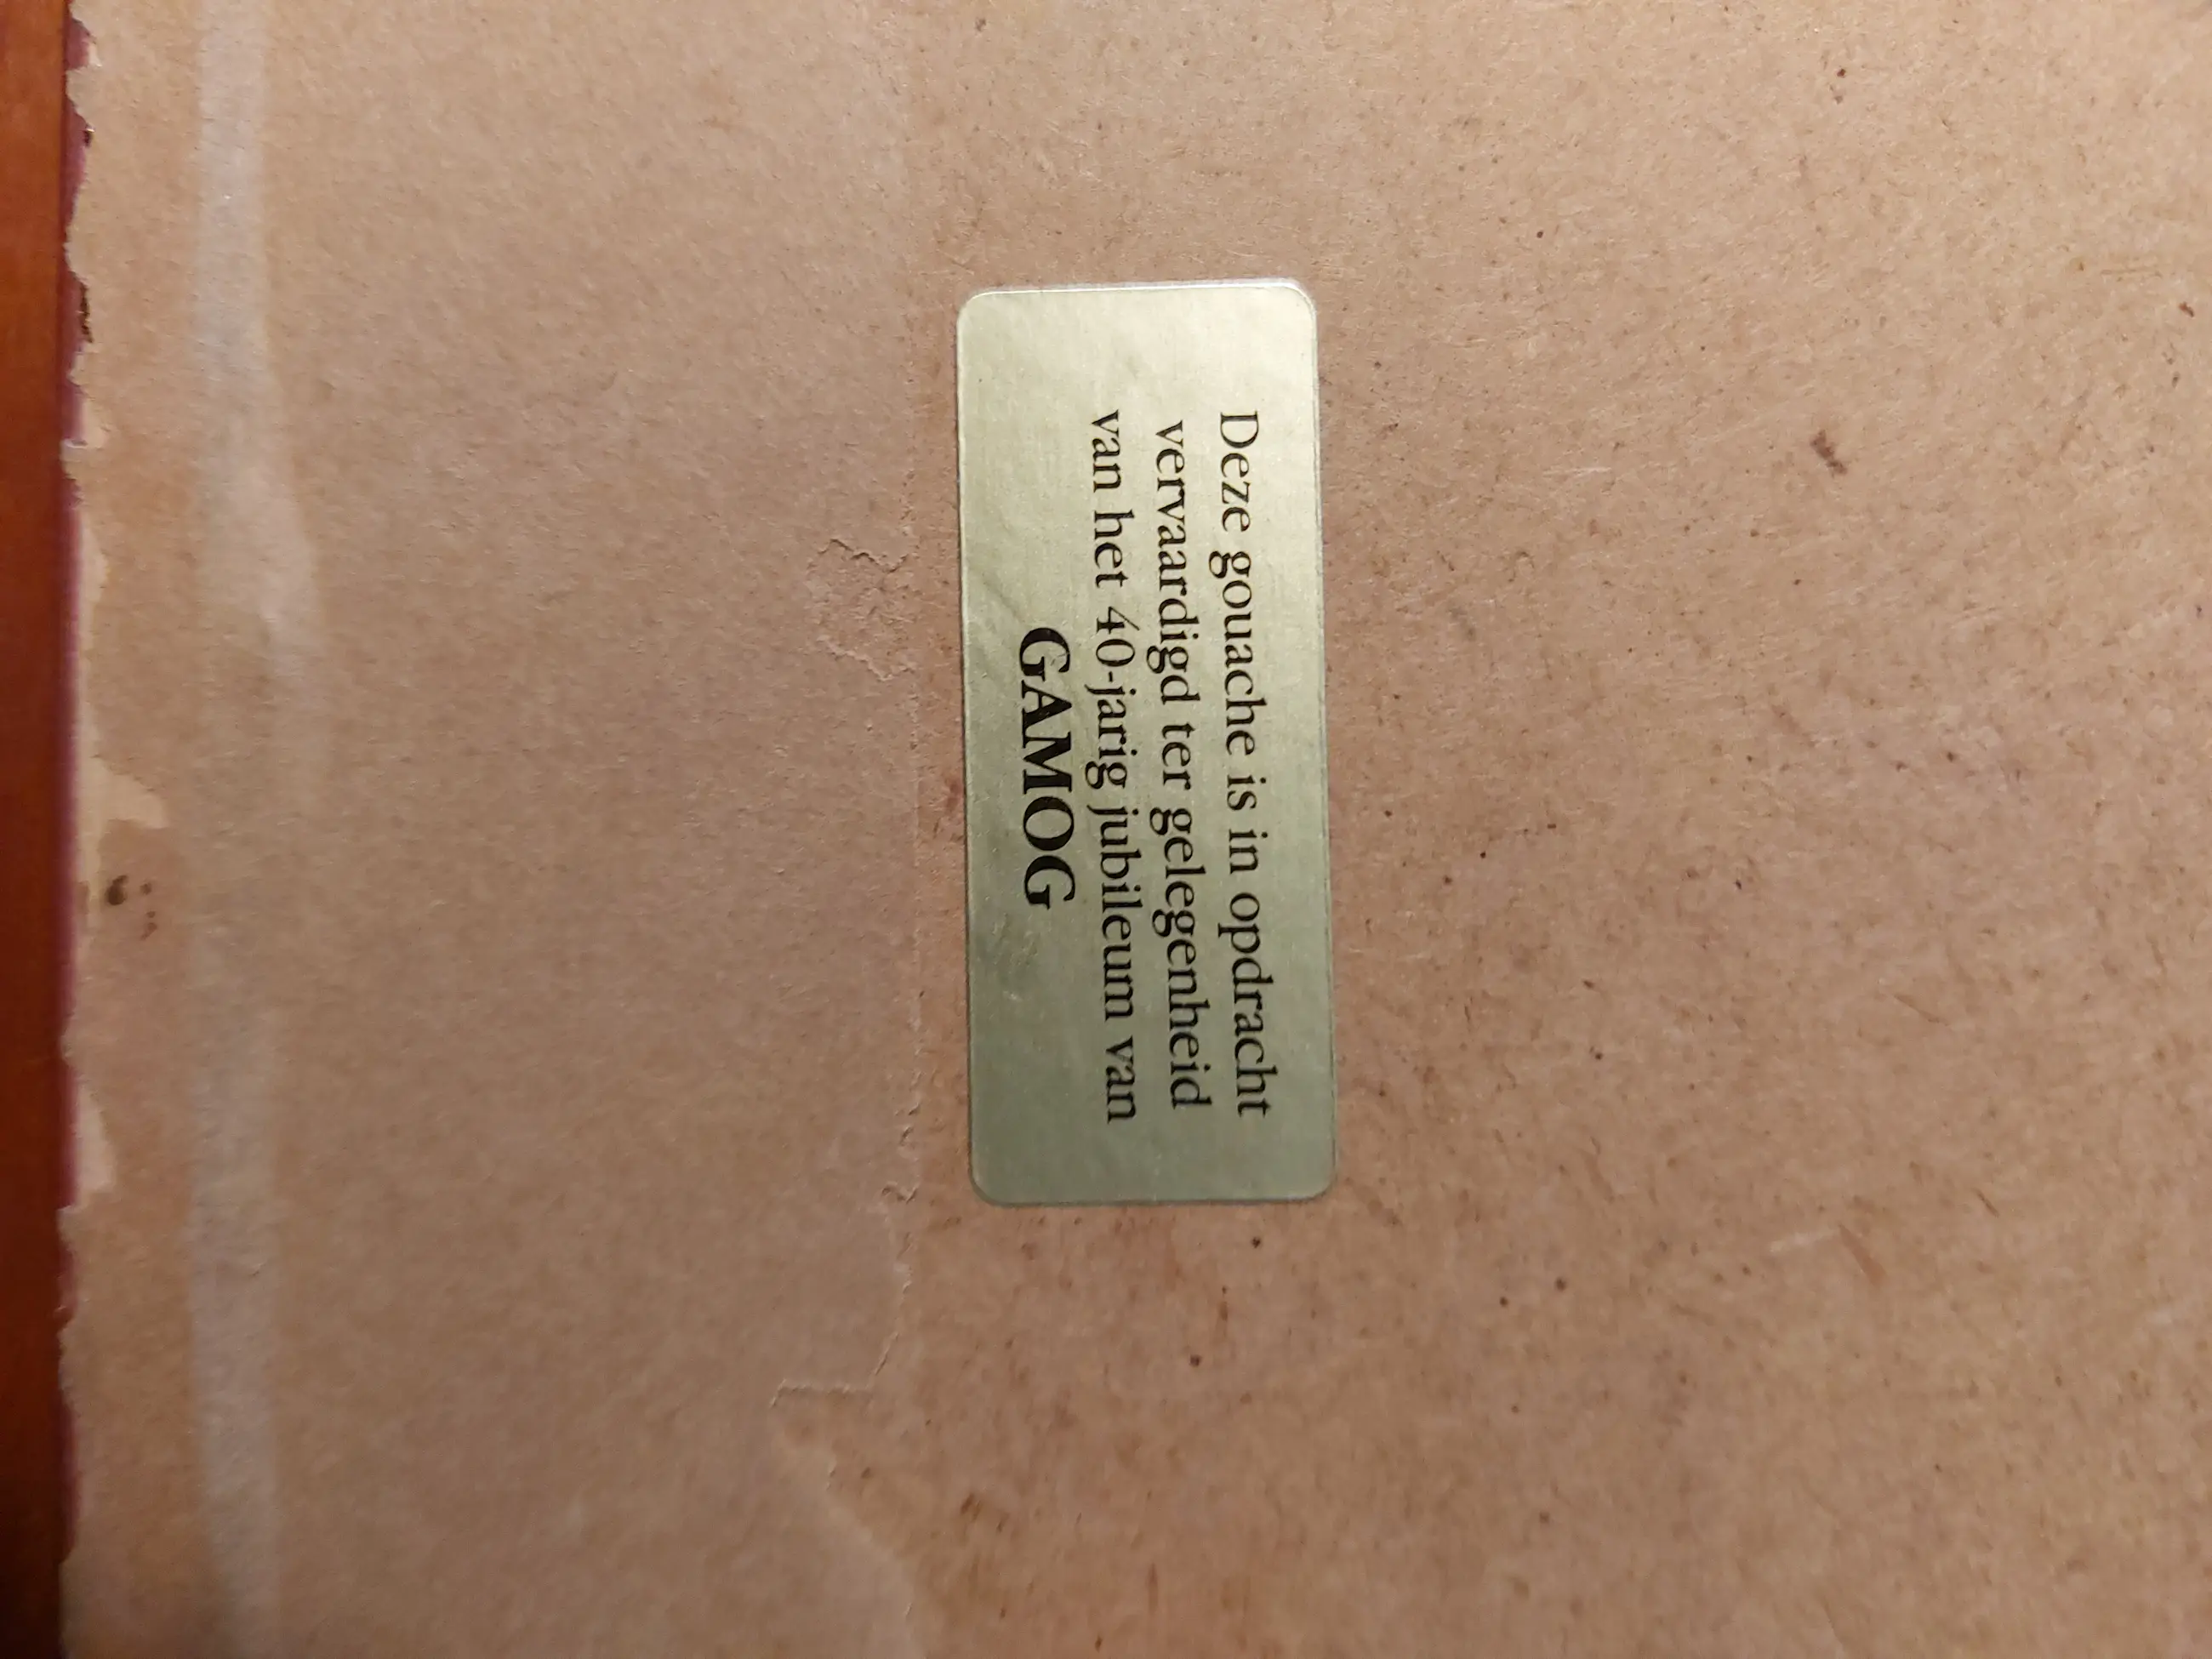 Deze gouache is in opdracht
vervaardigd ter gelegenheid
van het 40-jarig jubileum van
GAMOG